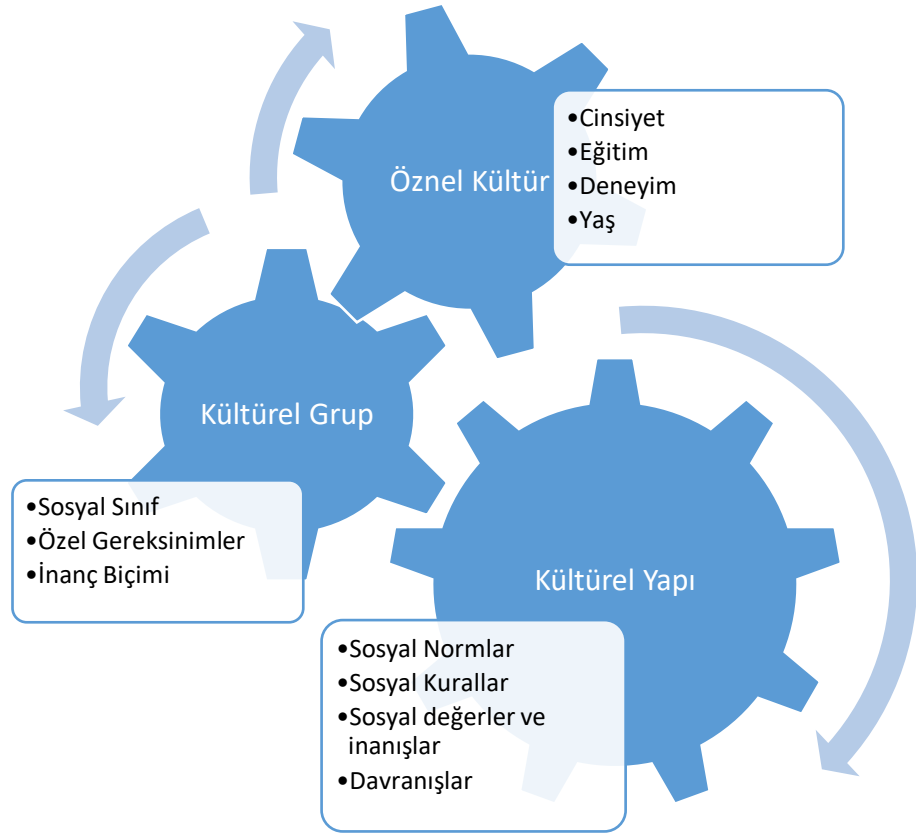 Öznel Kültür
•Cinsiyet
•Eğitim
•Deneyim
•Yaş
Kültürel Grup
•Sosyal Sınıf
•Özel Gereksinimler
•İnanç Biçimi
Kültürel Yapı
•Sosyal Normlar
•Sosyal Kurallar
•Sosyal değerler ve
inanışlar
•Davranışlar